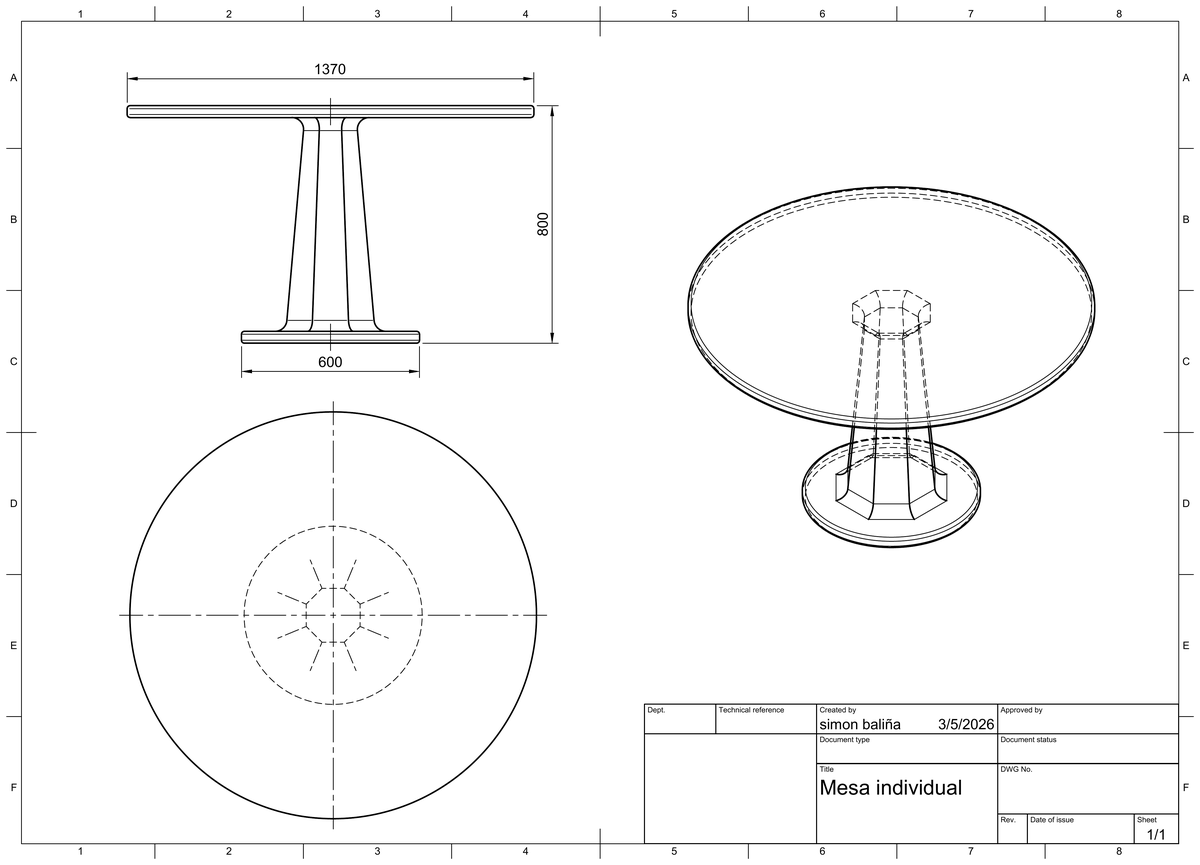 1 2 3 4 5 6 7 8
A A
1370
B B
800
C C
600
D D
E E
Dept. Technical reference Created by Approved by
simon baliña 3/5/2026
Document type Document status
Title DWG No.
Mesa individual
F F
Rev. Date of issue Sheet
1/1
1 2 3 4 5 6 7 8